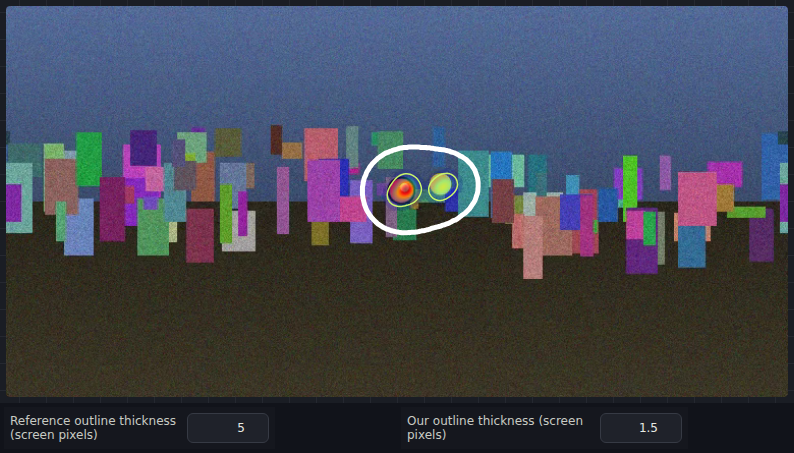 Reference outline thickness
(screen pixels)
5
Our outline thickness (screen
pixels)
1.5